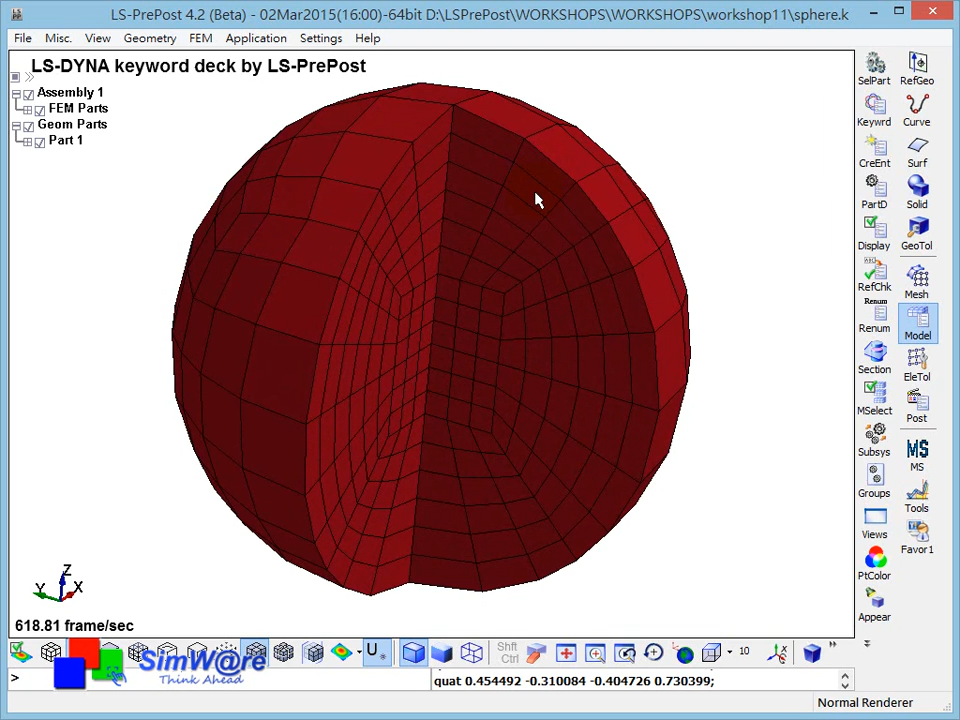 LS-PrePost 4.2 (Beta) - 02Mar2015(16:00)-64bit D:\LSPrePost\WORKSHOPS\WORKSHOPS\workshop11\sphere.k
File Misc. View Geometry FEM Application Settings Help
LS-DYNA keyword deck by LS-PrePost
Assembly 1
FEM Parts
Geom Parts
Part 1
SelPart RefGeo
Keywrd Curve
CreEnt Surf
PartD Solid
Display GeoTol
RefChk Mesh
Renum
Renum Model
Section EleTol
MSelect Post
Subsys MS
MS
Groups Tools
Views Favor1
PtColor
Appear
Z
Y X
618.81 frame/sec
U
Shft
Ctrl
10
SimW@re
Think Ahead
>
quat 0.454492 -0.310084 -0.404726 0.730399;
Normal Renderer